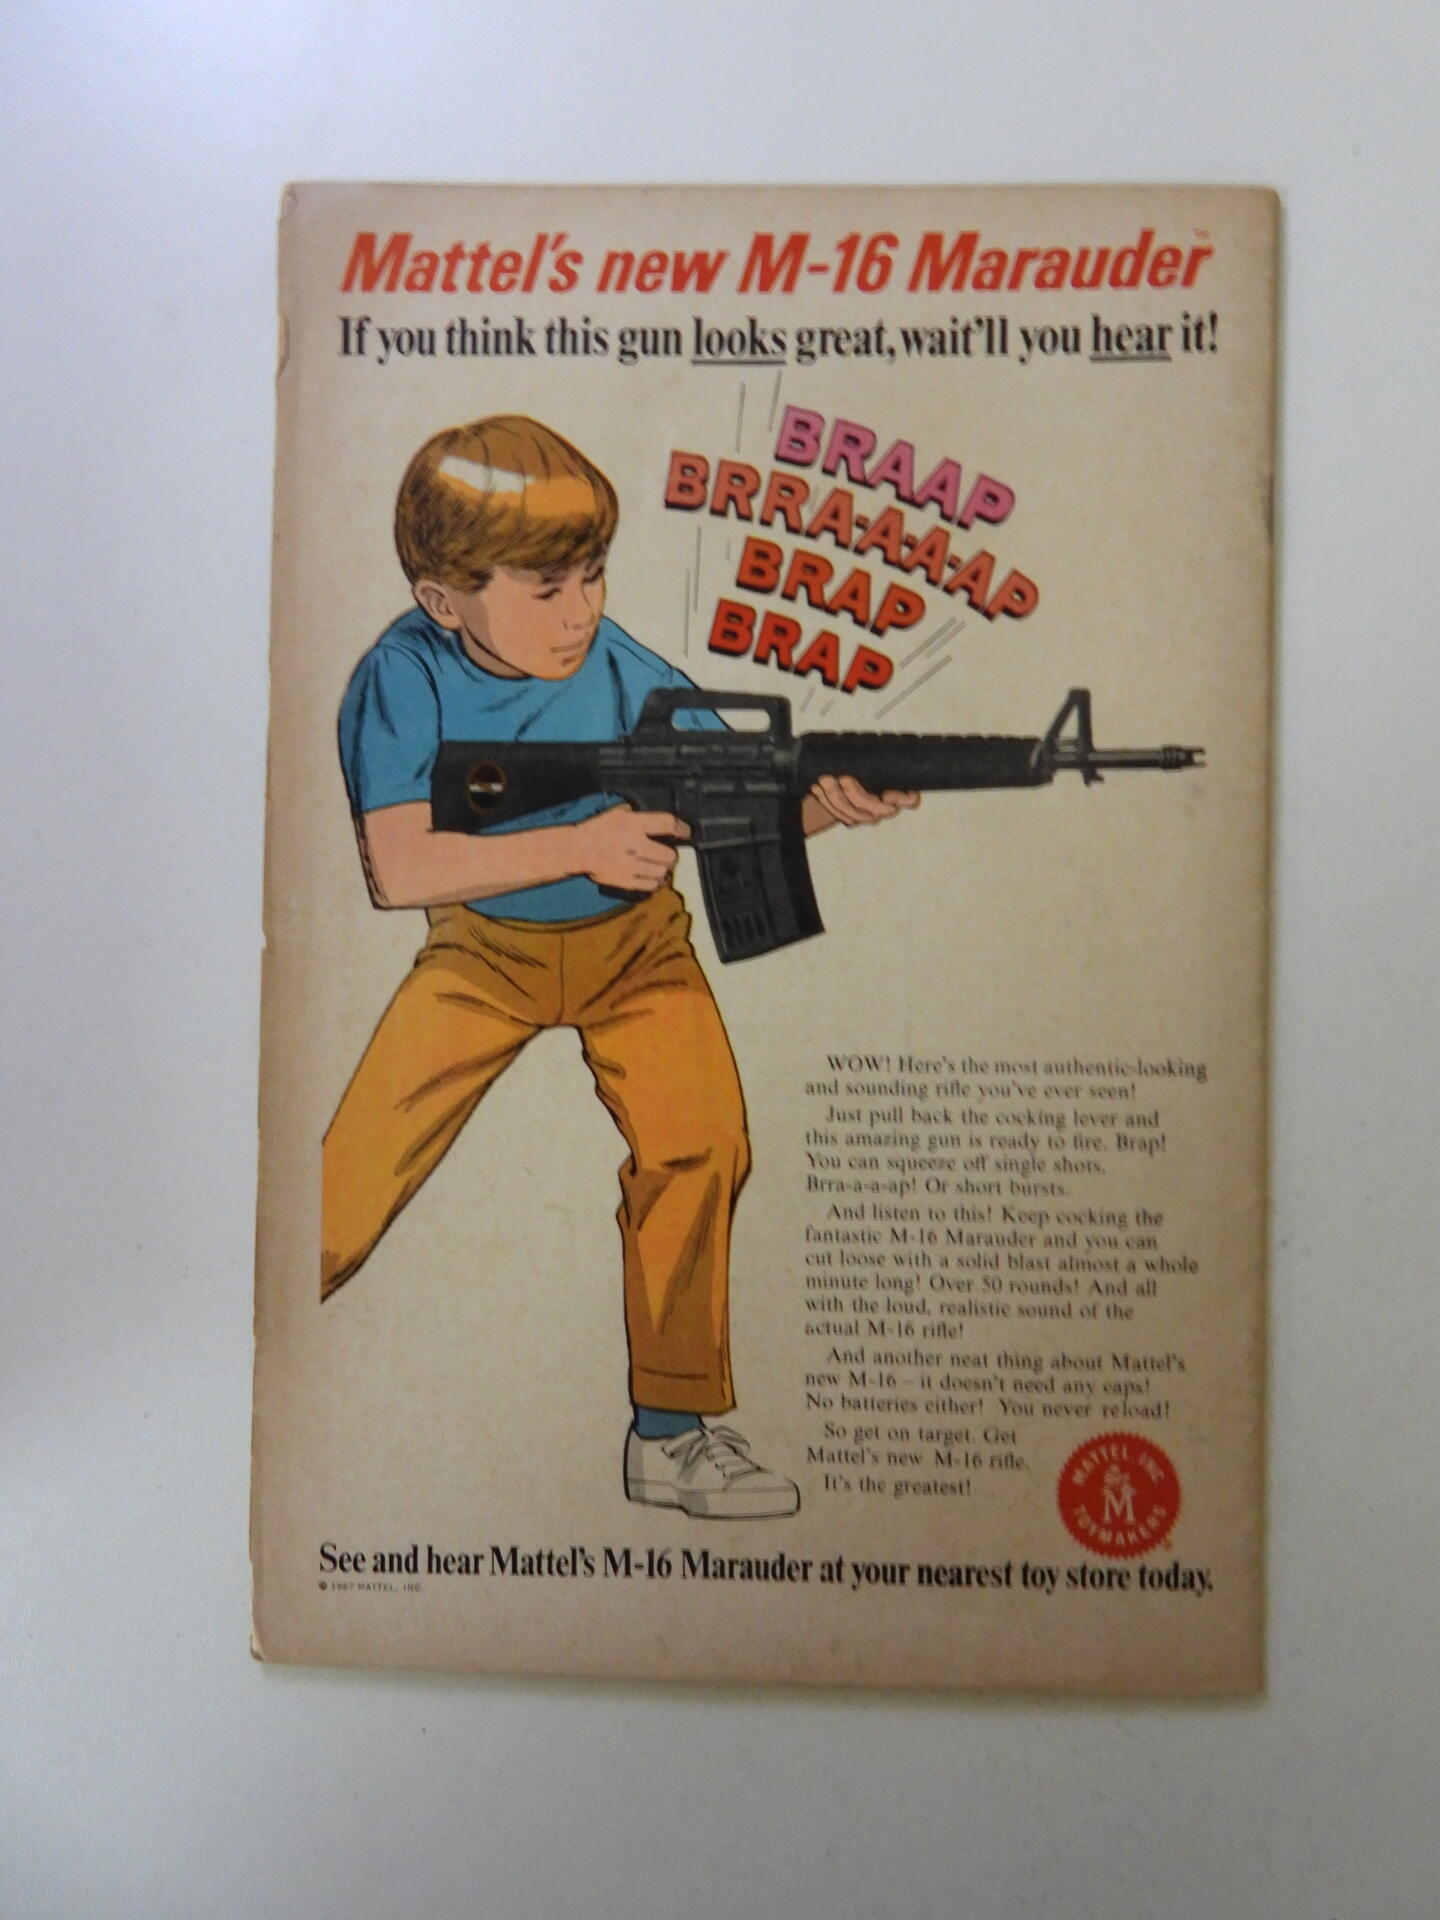 Mattel's new M-16 Marauder™
If you think this gun looks great, wait'll you hear it!
BRAAP
BRRA-A-A-AP
BRAP
BRAP
WOW! Here's the most authentic-looking
and sounding rifle you've ever seen!
Just pull back the cocking lever and
this amazing gun is ready to fire. Brap!
You can squeeze off single shots.
Brra-a-a-ap! Or short bursts.
And listen to this! Keep cocking the
fantastic M-16 Marauder and you can
cut loose with a solid blast almost a whole
minute long! Over 50 rounds! And all
with the loud, realistic sound of the
actual M-16 rifle!
And another neat thing about Mattel's
new M-16 – it doesn't need any caps!
No batteries either! You never reload!
So get on target. Get
Mattel's new M-16 rifle.
It's the greatest!
MATTEL, INC.
M
TOYMAKERS
®
See and hear Mattel's M-16 Marauder at your nearest toy store today.
© 1967 MATTEL, INC.